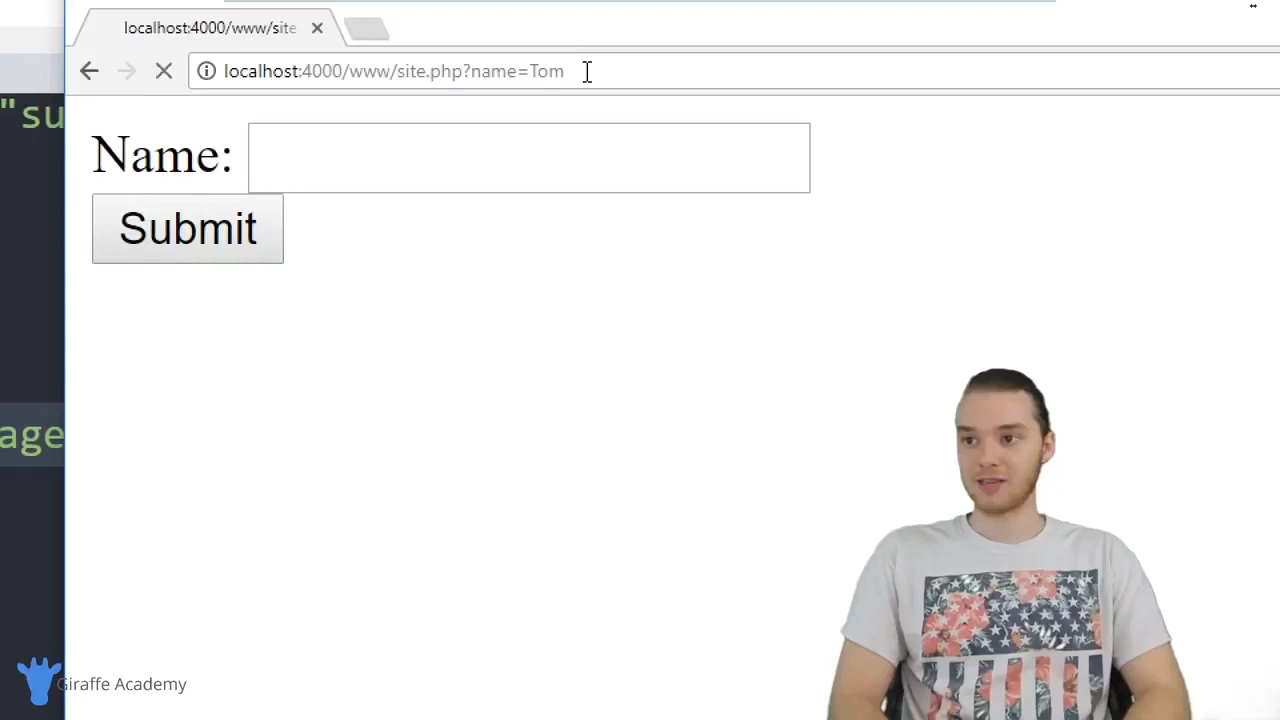 localhost:4000/www/site
localhost:4000/www/site.php?name=Tom
"su
Name:
Submit
age
Giraffe Academy